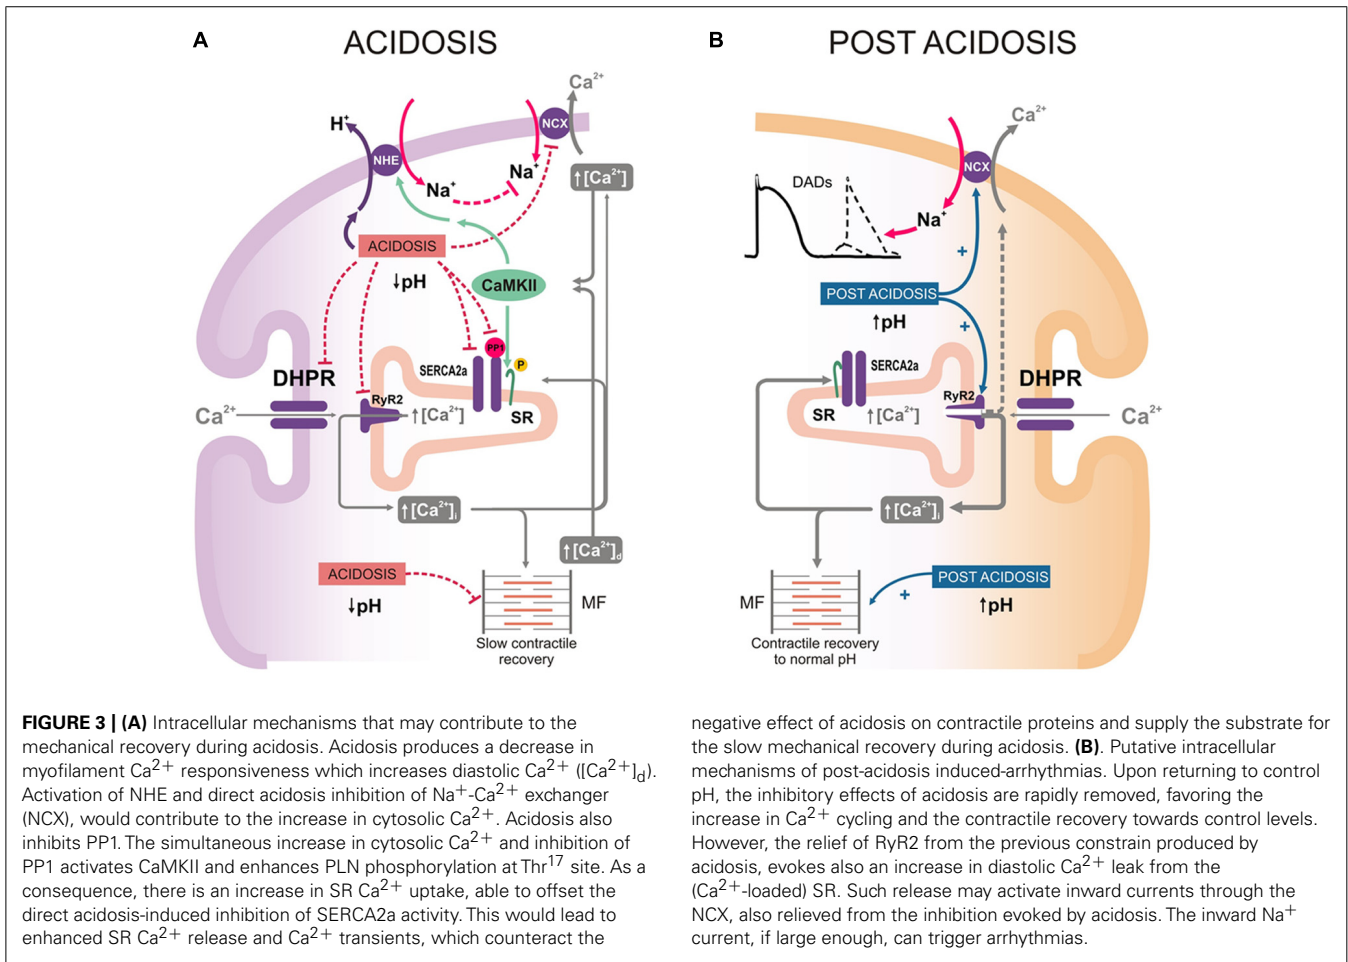 A
ACIDOSIS
Ca²⁺
H⁺
NCX
NHE
Na⁺
Na⁺
↑[Ca²⁺]
ACIDOSIS
↓pH
CaMKII
PP1
P
SERCA2a
DHPR
RyR2
Ca²⁺
↑[Ca²⁺]
SR
↑[Ca²⁺]i
↑[Ca²⁺]d
ACIDOSIS
↓pH
MF
Slow contractile
recovery
B
POST ACIDOSIS
Ca²⁺
NCX
DADs
Na⁺
+
POST ACIDOSIS
↑pH
+
SERCA2a
DHPR
RyR2
SR
↑[Ca²⁺]
Ca²⁺
↑[Ca²⁺]i
POST ACIDOSIS
+
↑pH
MF
Contractile recovery
to normal pH
FIGURE 3 | (A) Intracellular mechanisms that may contribute to the
mechanical recovery during acidosis. Acidosis produces a decrease in
myofilament Ca2+ responsiveness which increases diastolic Ca2+ ([Ca2+]d).
Activation of NHE and direct acidosis inhibition of Na+-Ca2+ exchanger
(NCX), would contribute to the increase in cytosolic Ca2+. Acidosis also
inhibits PP1. The simultaneous increase in cytosolic Ca2+ and inhibition of
PP1 activates CaMKII and enhances PLN phosphorylation at Thr17 site. As a
consequence, there is an increase in SR Ca2+ uptake, able to offset the
direct acidosis-induced inhibition of SERCA2a activity. This would lead to
enhanced SR Ca2+ release and Ca2+ transients, which counteract the
negative effect of acidosis on contractile proteins and supply the substrate for
the slow mechanical recovery during acidosis. (B). Putative intracellular
mechanisms of post-acidosis induced-arrhythmias. Upon returning to control
pH, the inhibitory effects of acidosis are rapidly removed, favoring the
increase in Ca2+ cycling and the contractile recovery towards control levels.
However, the relief of RyR2 from the previous constrain produced by
acidosis, evokes also an increase in diastolic Ca2+ leak from the
(Ca2+-loaded) SR. Such release may activate inward currents through the
NCX, also relieved from the inhibition evoked by acidosis. The inward Na+
current, if large enough, can trigger arrhythmias.